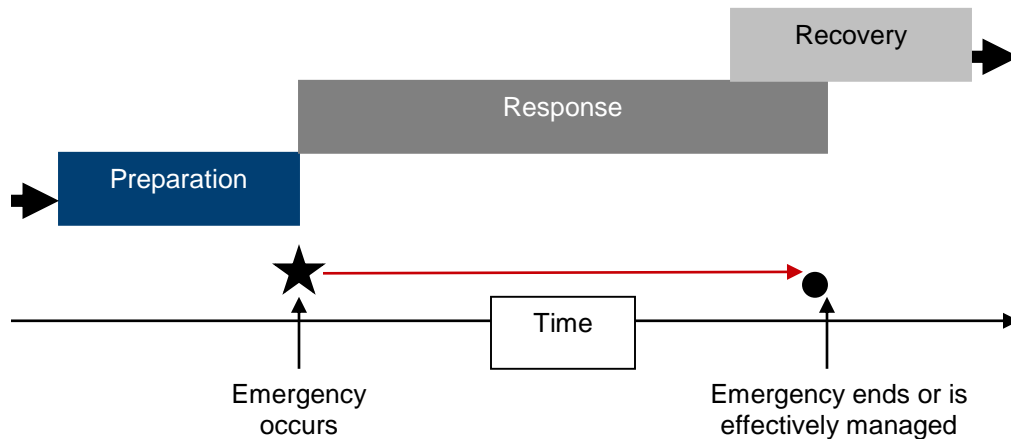 Recovery
Response
Preparation
Time
Emergency
occurs
Emergency ends or is
effectively managed